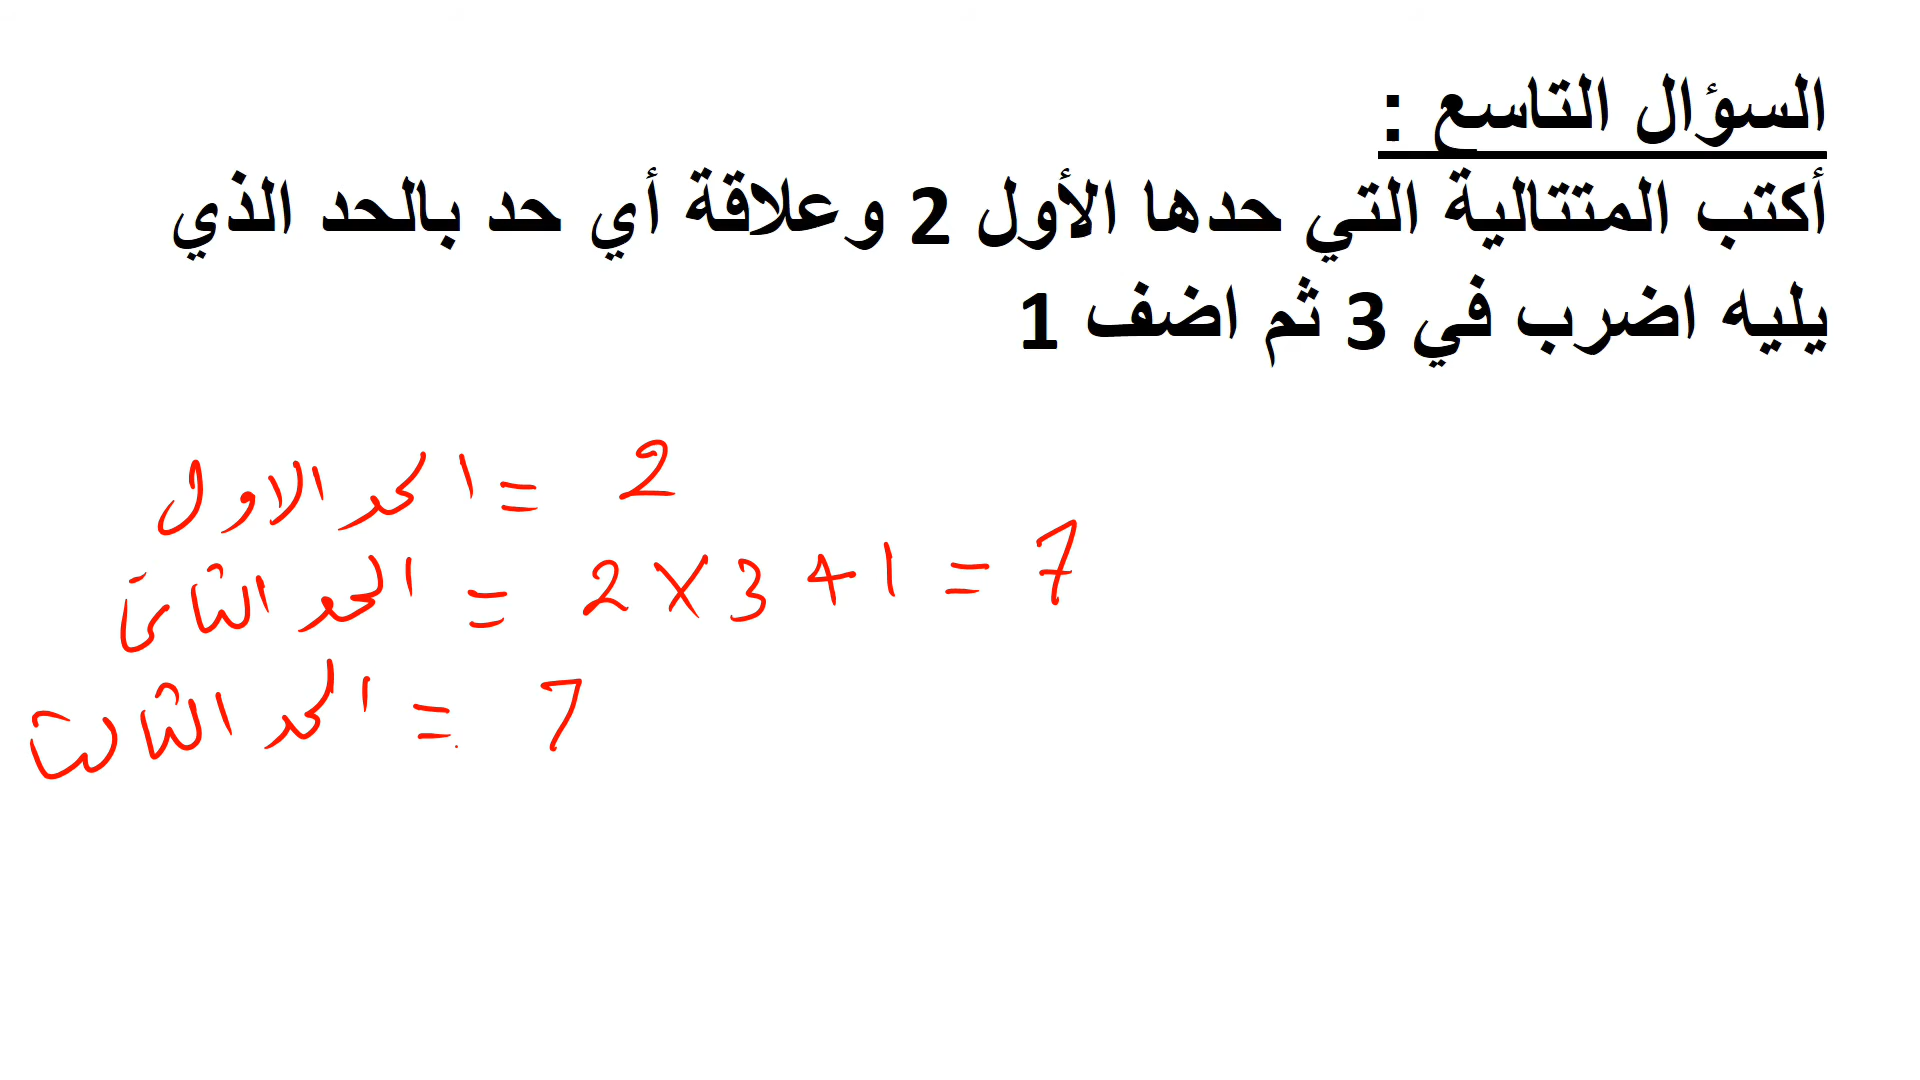 السؤال التاسع :
أكتب المتتالية التي حدها الأول 2 وعلاقة أي حد بالحد الذي
يليه اضرب في 3 ثم اضف 1
الحد الاول = 2
الحد الثانى = 2 × 3 + 1 = 7
الحد الثالث = 7